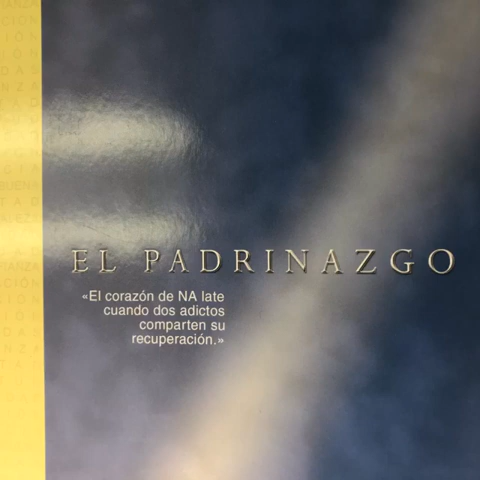 EL PADRINAZGO
«El corazón de NA late
cuando dos adictos
comparten su
recuperación.»